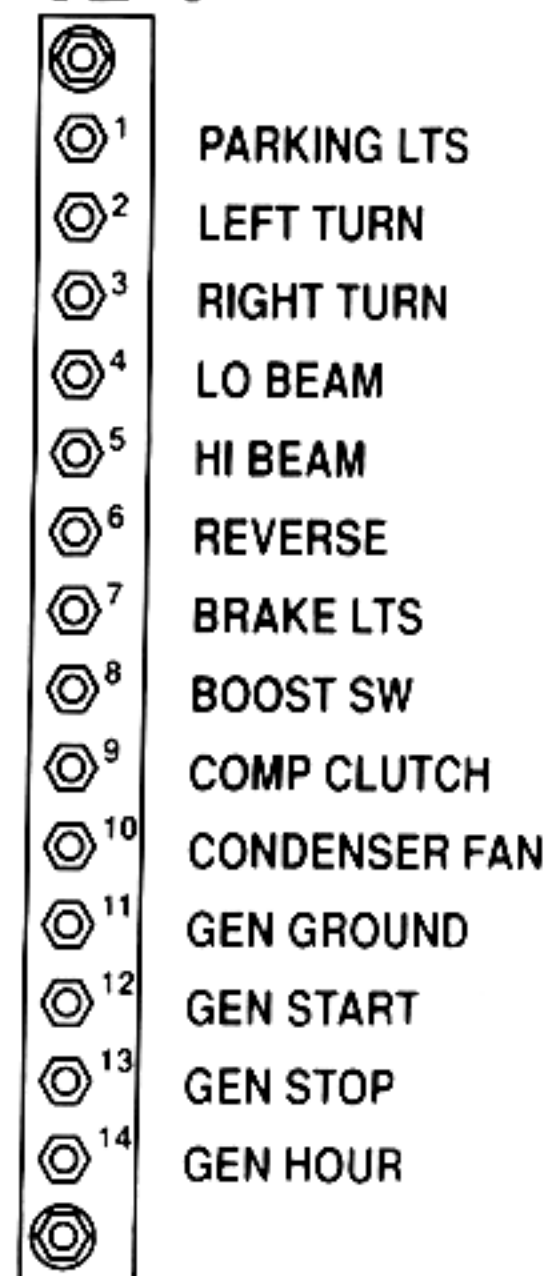 1 PARKING LTS
2 LEFT TURN
3 RIGHT TURN
4 LO BEAM
5 HI BEAM
6 REVERSE
7 BRAKE LTS
8 BOOST SW
9 COMP CLUTCH
10 CONDENSER FAN
11 GEN GROUND
12 GEN START
13 GEN STOP
14 GEN HOUR